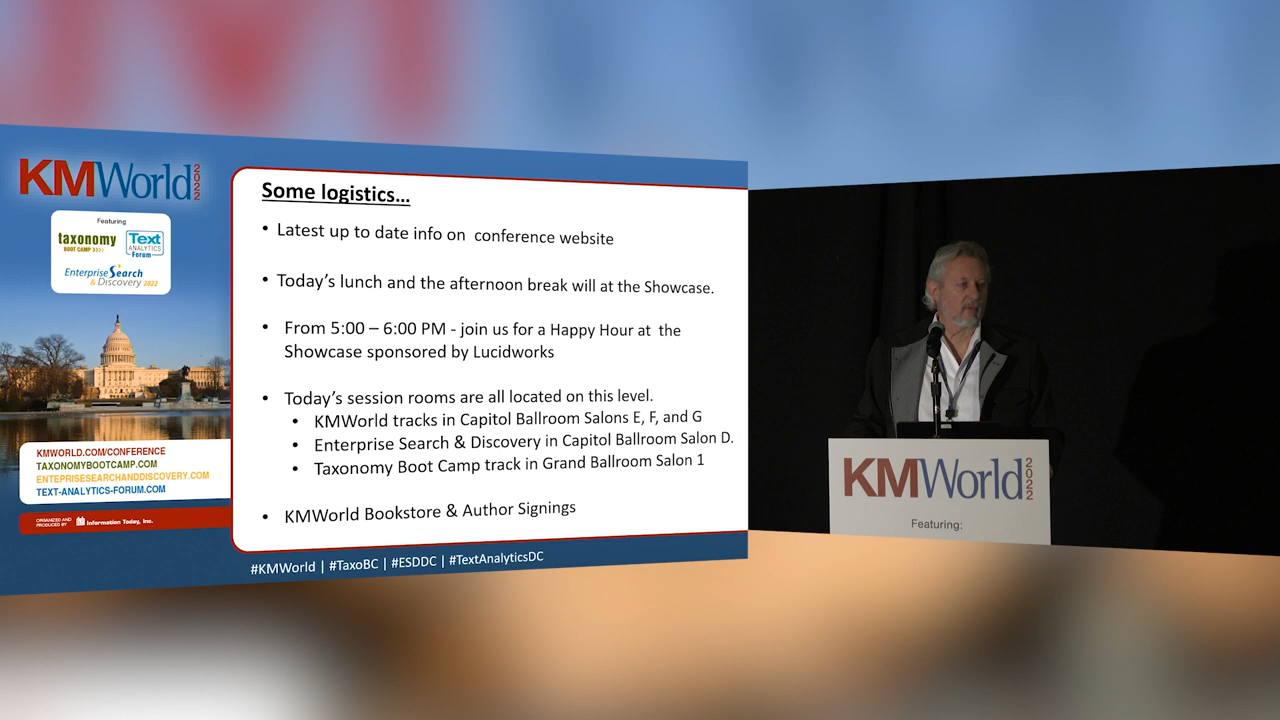 KMWorld 2022
Featuring
taxonomy
BOOT CAMP >>>>
Text
ANALYTICS
Forum
Enterprise Search
& Discovery 2022
KMWORLD.COM/CONFERENCE
TAXONOMYBOOTCAMP.COM
ENTEPRISESEARCHANDDISCOVERY.COM
TEXT-ANALYTICS-FORUM.COM
ORGANIZED AND
PRODUCED BY
Information Today, Inc.
Some logistics…
• Latest up to date info on conference website
• Today's lunch and the afternoon break will at the Showcase.
• From 5:00 – 6:00 PM - join us for a Happy Hour at the
Showcase sponsored by Lucidworks
• Today's session rooms are all located on this level.
• KMWorld tracks in Capitol Ballroom Salons E, F, and G
• Enterprise Search & Discovery in Capitol Ballroom Salon D.
• Taxonomy Boot Camp track in Grand Ballroom Salon 1
• KMWorld Bookstore & Author Signings
#KMWorld | #TaxoBC | #ESDDC | #TextAnalyticsDC
KMWorld 2022
Featuring: